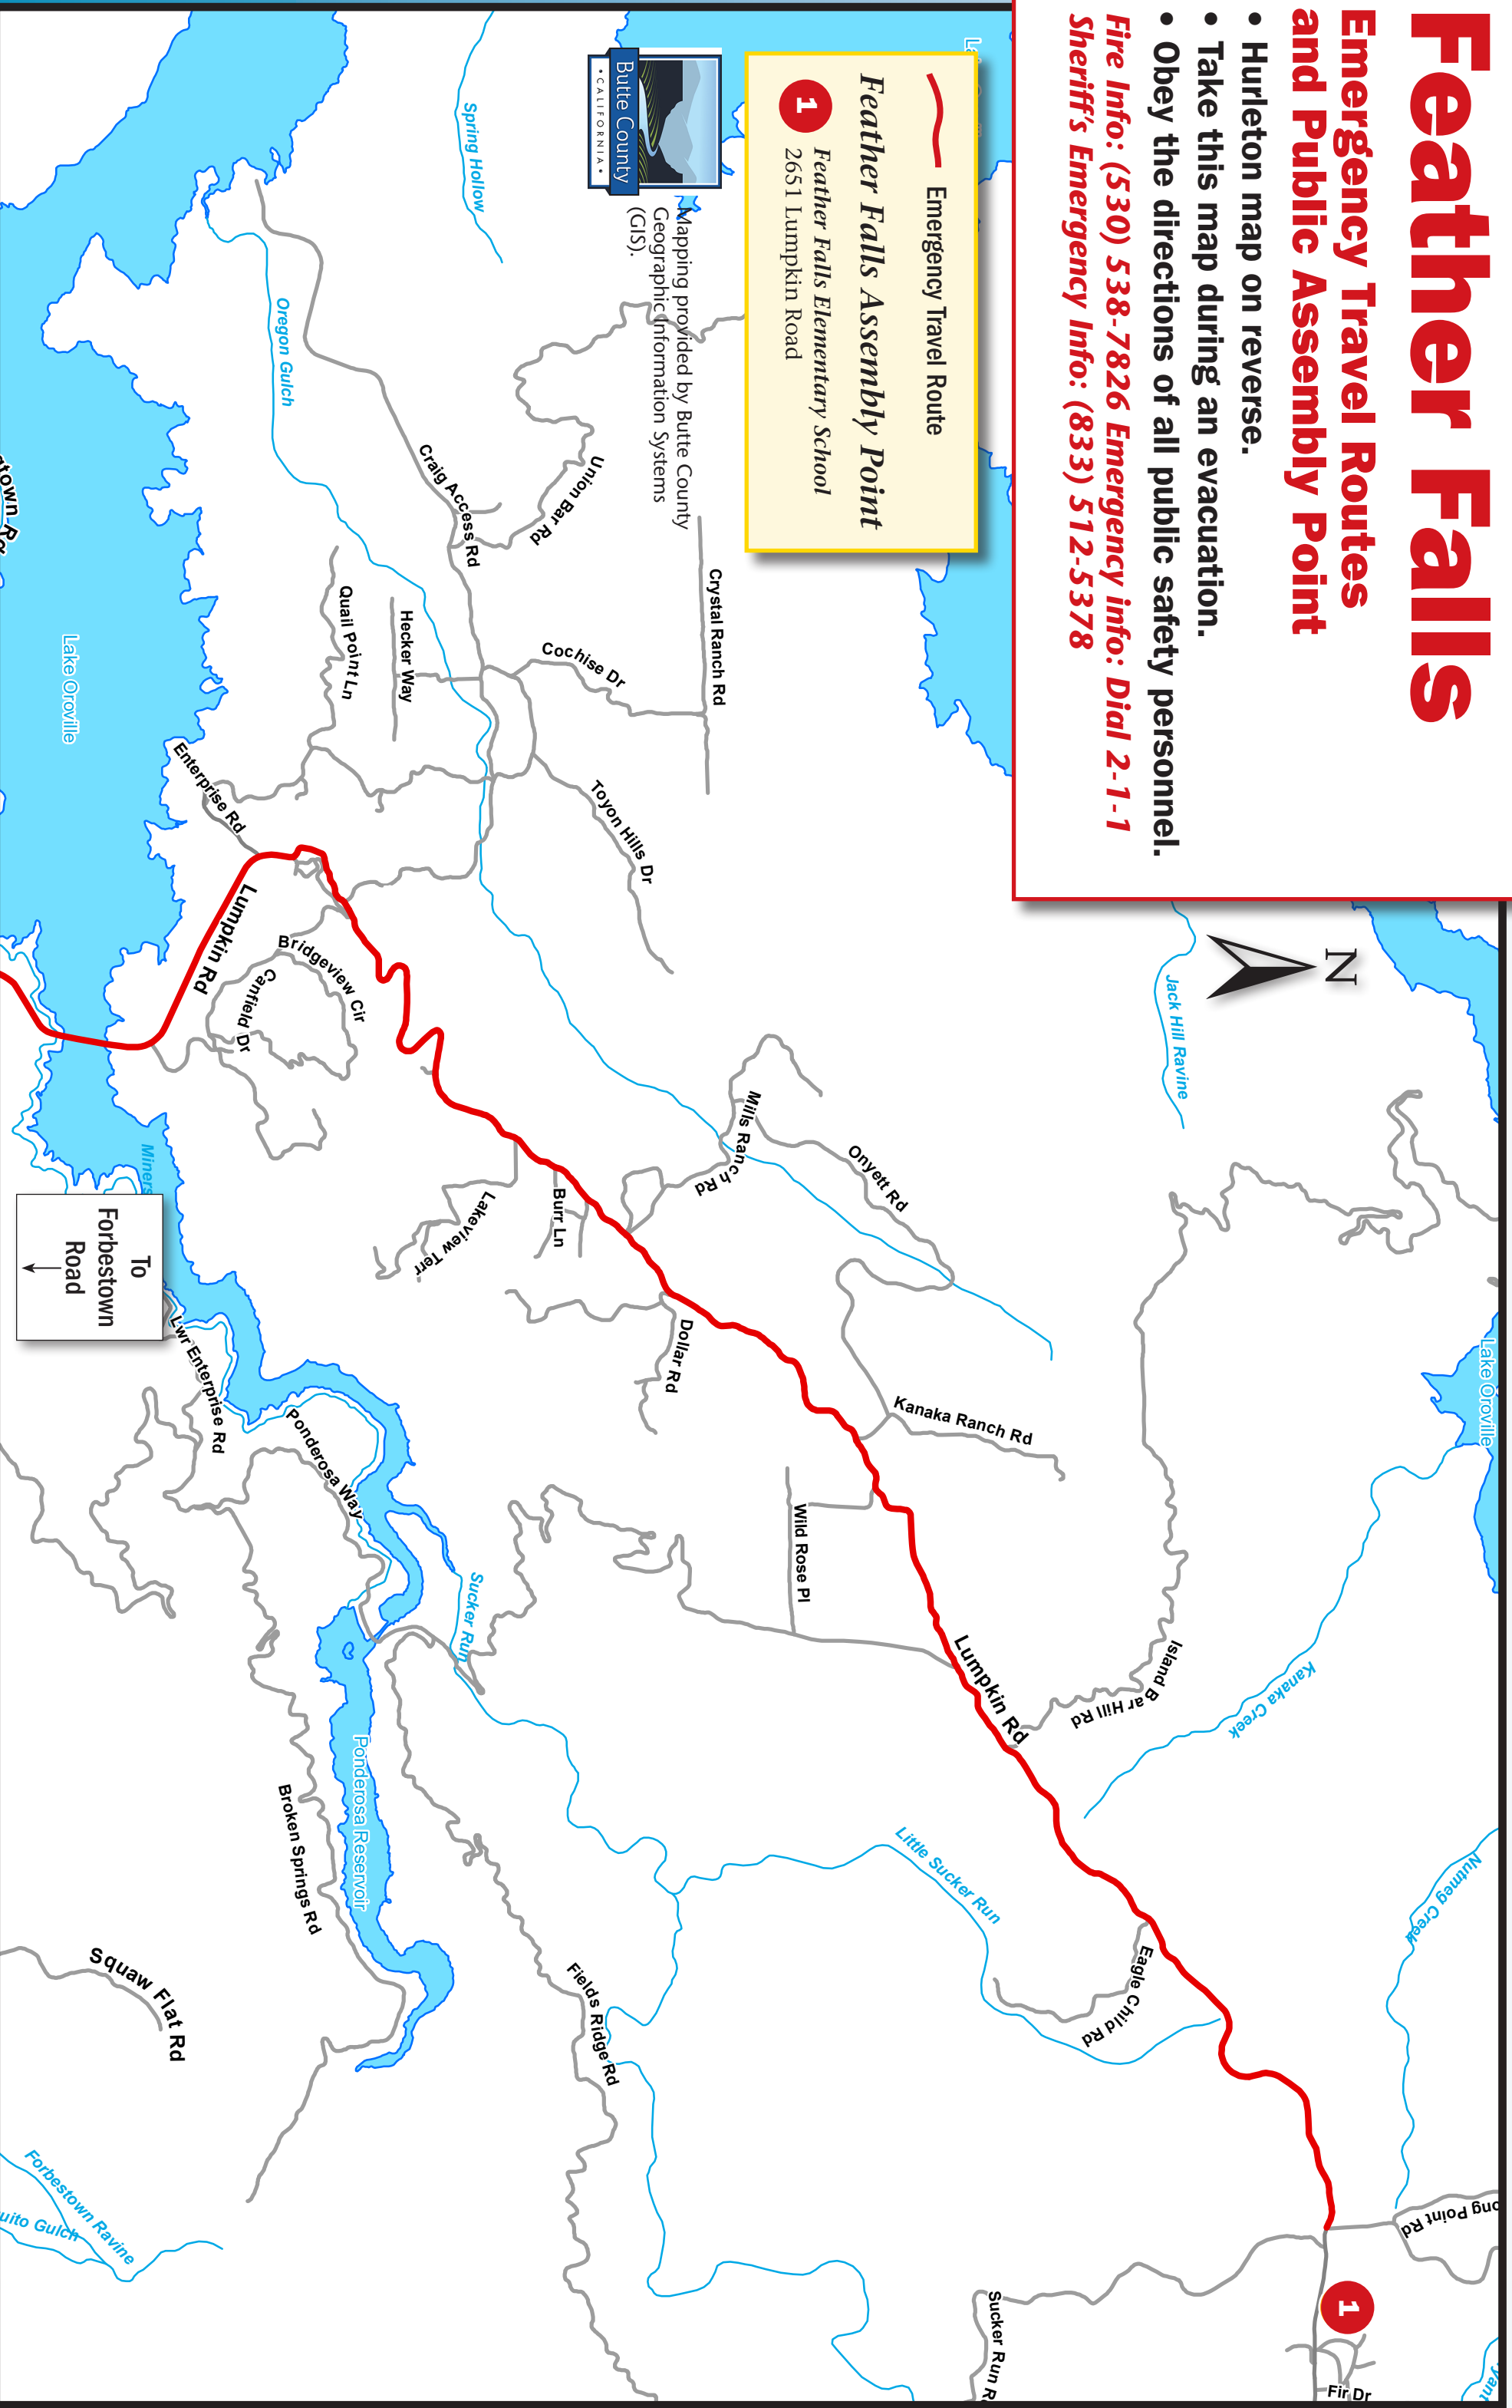 Feather Falls
Emergency Travel Routes
and Public Assembly Point
• Hurleton map on reverse.
• Take this map during an evacuation.
• Obey the directions of all public safety personnel.
Fire Info: (530) 538-7826 Emergency info: Dial 2-1-1
Sheriff's Emergency Info: (833) 512-5378
Emergency Travel Route
Feather Falls Assembly Point
1
Feather Falls Elementary School
2651 Lumpkin Road
Butte County
• CALIFORNIA •
Mapping provided by Butte County
Geographic Information Systems
(GIS).
N
Jack Hill Ravine
Lake Oroville
Kanaka Creek
Nutmeg Creek
ong Point Rd
1
Fir Dr
Sucker Run R
Island Bar Hill Rd
Eagle Child Rd
Little Sucker Run
Lumpkin Rd
Kanaka Ranch Rd
Onyett Rd
Mills Ranch Rd
Wild Rose Pl
Dollar Rd
Burr Ln
Lakeview Terr
Crystal Ranch Rd
Cochise Dr
Toyon Hills Dr
Union Bar Rd
Craig Access Rd
Hecker Way
Quail Point Ln
Spring Hollow
Oregon Gulch
Enterprise Rd
Lumpkin Rd
Bridgeview Cir
Canfield Dr
Lake Oroville
Miners
To
Forbestown
Road
Lwr Enterprise Rd
Ponderosa Way
Sucker Run
Ponderosa Reservoir
Broken Springs Rd
Fields Ridge Rd
Squaw Flat Rd
Forbestown Ravine
uito Gulch